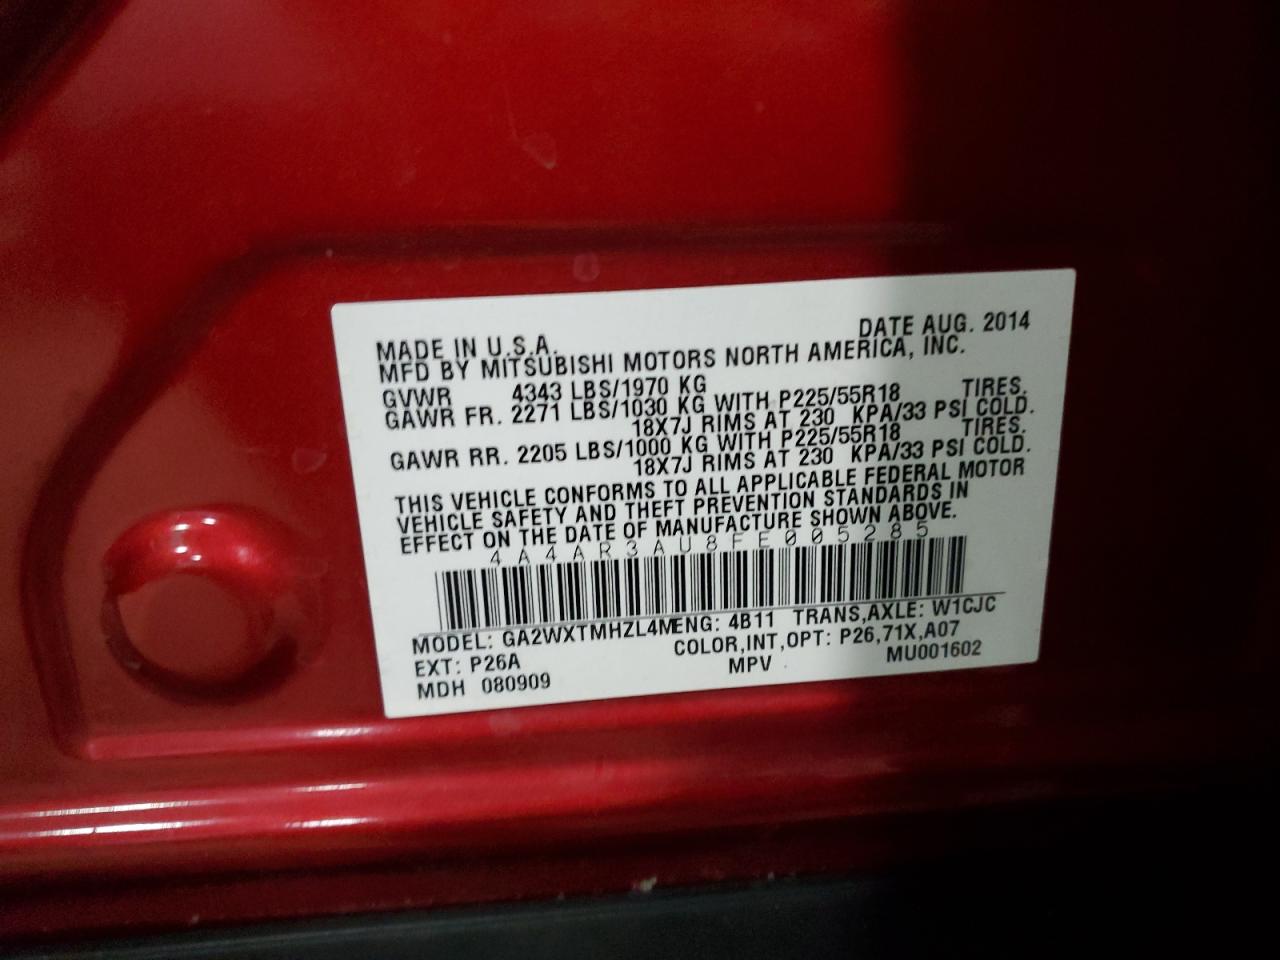 DATE AUG. 2014
MADE IN U.S.A.
MFD BY MITSUBISHI MOTORS NORTH AMERICA, INC.
GVWR 4343 LBS/1970 KG
GAWR FR. 2271 LBS/1030 KG WITH P225/55R18 TIRES.
18X7J RIMS AT 230 KPA/33 PSI COLD.
GAWR RR. 2205 LBS/1000 KG WITH P225/55R18 TIRES.
18X7J RIMS AT 230 KPA/33 PSI COLD.
THIS VEHICLE CONFORMS TO ALL APPLICABLE FEDERAL MOTOR
VEHICLE SAFETY AND THEFT PREVENTION STANDARDS IN
EFFECT ON THE DATE OF MANUFACTURE SHOWN ABOVE.
4A4AR3AU8FE005285
MODEL: GA2WXTMHZL4M ENG: 4B11 TRANS,AXLE: W1CJC
EXT: P26A COLOR,INT,OPT: P26,71X,A07
MDH 080909 MPV MU001602